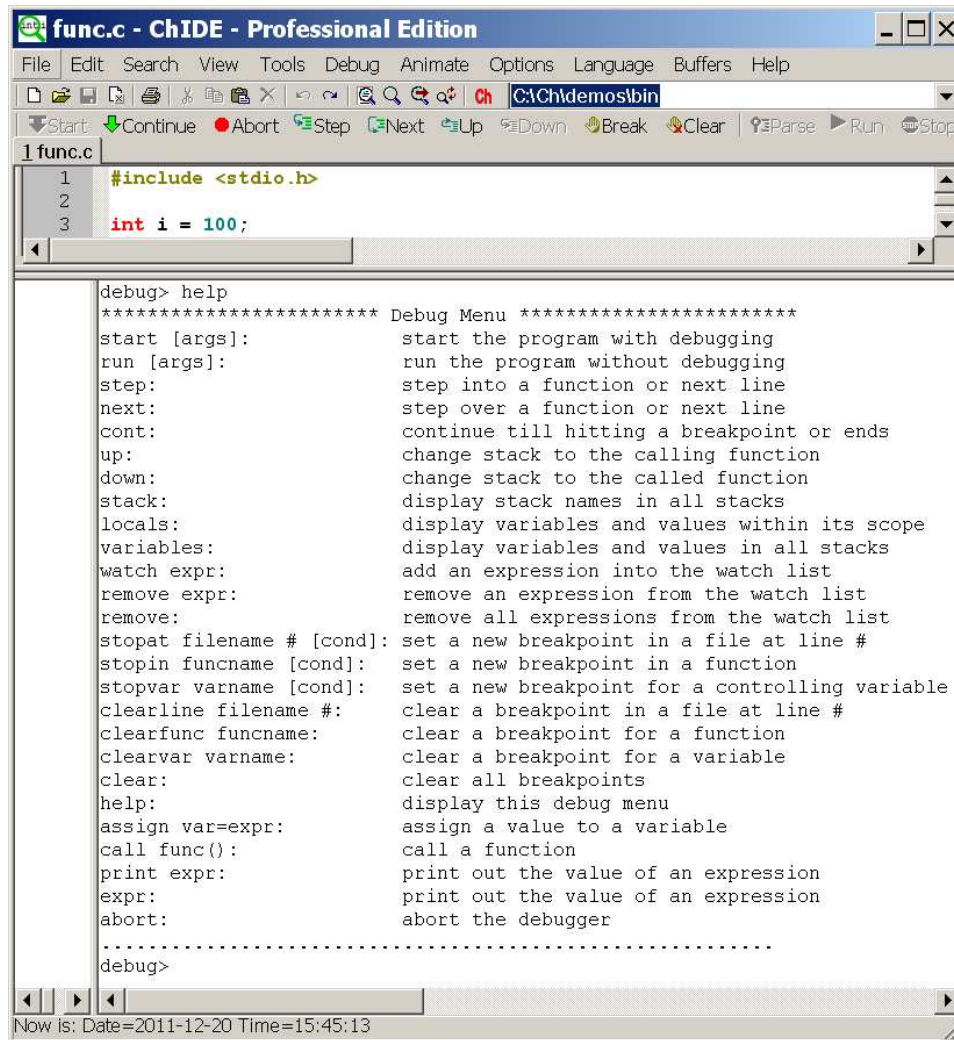 func.c - ChIDE - Professional Edition
File Edit Search View Tools Debug Animate Options Language Buffers Help
Ch C:\Ch\demos\bin
Start Continue Abort Step Next Up Down Break Clear Parse Run Stop
1 func.c
1 #include <stdio.h>
2
3 int i = 100;
debug> help
************************ Debug Menu ************************
start [args]: start the program with debugging
run [args]: run the program without debugging
step: step into a function or next line
next: step over a function or next line
cont: continue till hitting a breakpoint or ends
up: change stack to the calling function
down: change stack to the called function
stack: display stack names in all stacks
locals: display variables and values within its scope
variables: display variables and values in all stacks
watch expr: add an expression into the watch list
remove expr: remove an expression from the watch list
remove: remove all expressions from the watch list
stopat filename # [cond]: set a new breakpoint in a file at line #
stopin funcname [cond]: set a new breakpoint in a function
stopvar varname [cond]: set a new breakpoint for a controlling variable
clearline filename #: clear a breakpoint in a file at line #
clearfunc funcname: clear a breakpoint for a function
clearvar varname: clear a breakpoint for a variable
clear: clear all breakpoints
help: display this debug menu
assign var=expr: assign a value to a variable
call func(): call a function
print expr: print out the value of an expression
expr: print out the value of an expression
abort: abort the debugger
..........................................................
debug>
Now is: Date=2011-12-20 Time=15:45:13